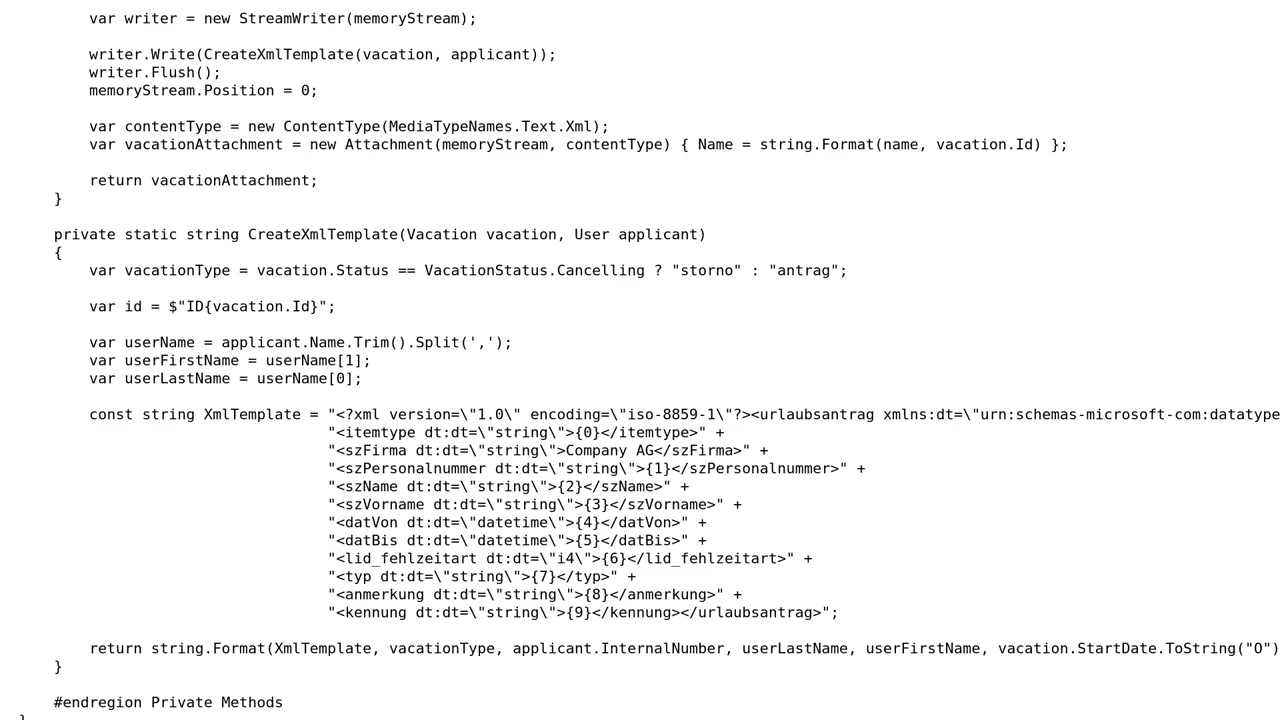 var writer = new StreamWriter(memoryStream);
writer.Write(CreateXmlTemplate(vacation, applicant));
writer.Flush();
memoryStream.Position = 0;
var contentType = new ContentType(MediaTypeNames.Text.Xml);
var vacationAttachment = new Attachment(memoryStream, contentType) { Name = string.Format(name, vacation.Id) };
return vacationAttachment;
}
private static string CreateXmlTemplate(Vacation vacation, User applicant)
{
var vacationType = vacation.Status == VacationStatus.Cancelling ? "storno" : "antrag";
var id = $"ID{vacation.Id}";
var userName = applicant.Name.Trim().Split(',');
var userFirstName = userName[1];
var userLastName = userName[0];
const string XmlTemplate = "<?xml version=\"1.0\" encoding=\"iso-8859-1\"?><urlaubsantrag xmlns:dt=\"urn:schemas-microsoft-com:datatype
"<itemtype dt:dt=\"string\">{0}</itemtype>" +
"<szFirma dt:dt=\"string\">Company AG</szFirma>" +
"<szPersonalnummer dt:dt=\"string\">{1}</szPersonalnummer>" +
"<szName dt:dt=\"string\">{2}</szName>" +
"<szVorname dt:dt=\"string\">{3}</szVorname>" +
"<datVon dt:dt=\"datetime\">{4}</datVon>" +
"<datBis dt:dt=\"datetime\">{5}</datBis>" +
"<lid_fehlzeitart dt:dt=\"i4\">{6}</lid_fehlzeitart>" +
"<typ dt:dt=\"string\">{7}</typ>" +
"<anmerkung dt:dt=\"string\">{8}</anmerkung>" +
"<kennung dt:dt=\"string\">{9}</kennung></urlaubsantrag>";
return string.Format(XmlTemplate, vacationType, applicant.InternalNumber, userLastName, userFirstName, vacation.StartDate.ToString("O")
}
#endregion Private Methods
}